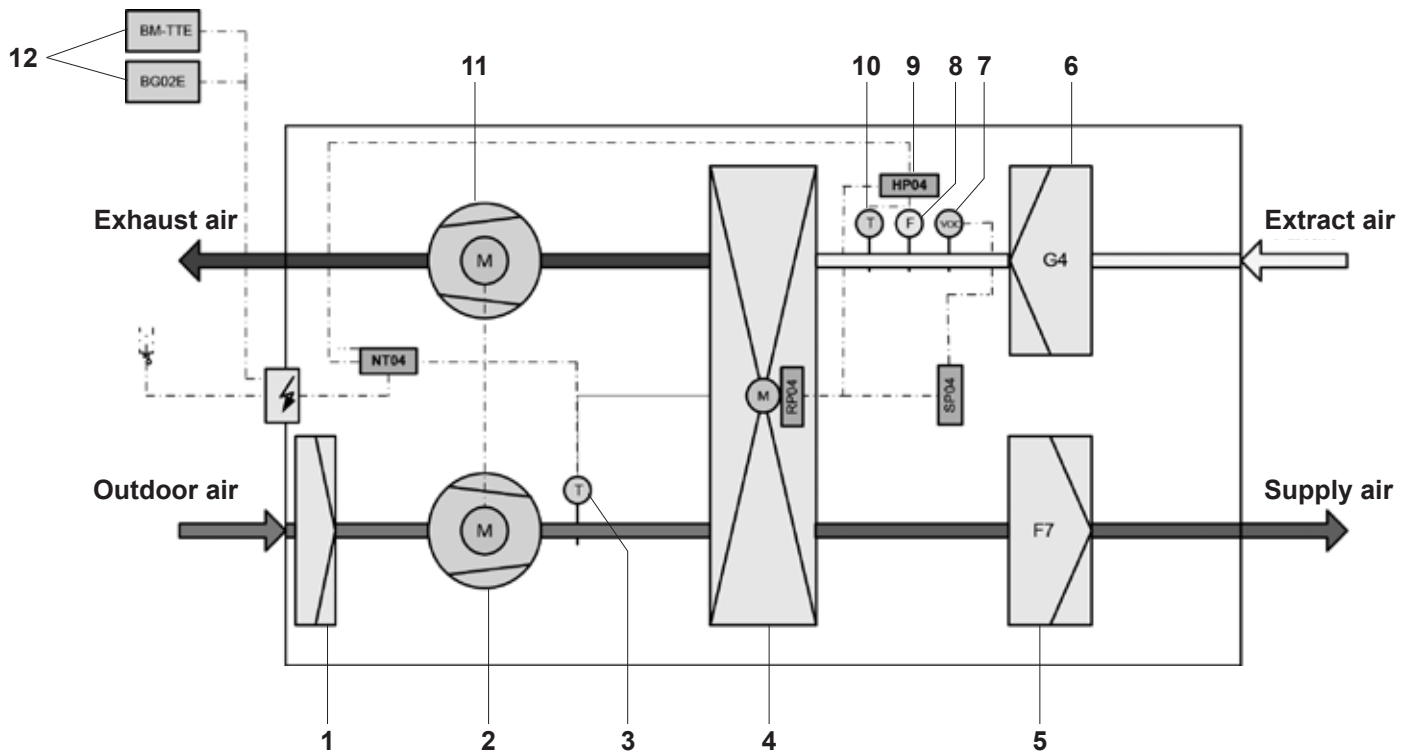 BM-TTE
12
BG02E
11
10 9 8 7 6
HP04
Exhaust air
T F VOC
Extract air
M
G4
NT04
M RP04
SP04
Outdoor air
T
Supply air
M
F7
1 2 3 4 5